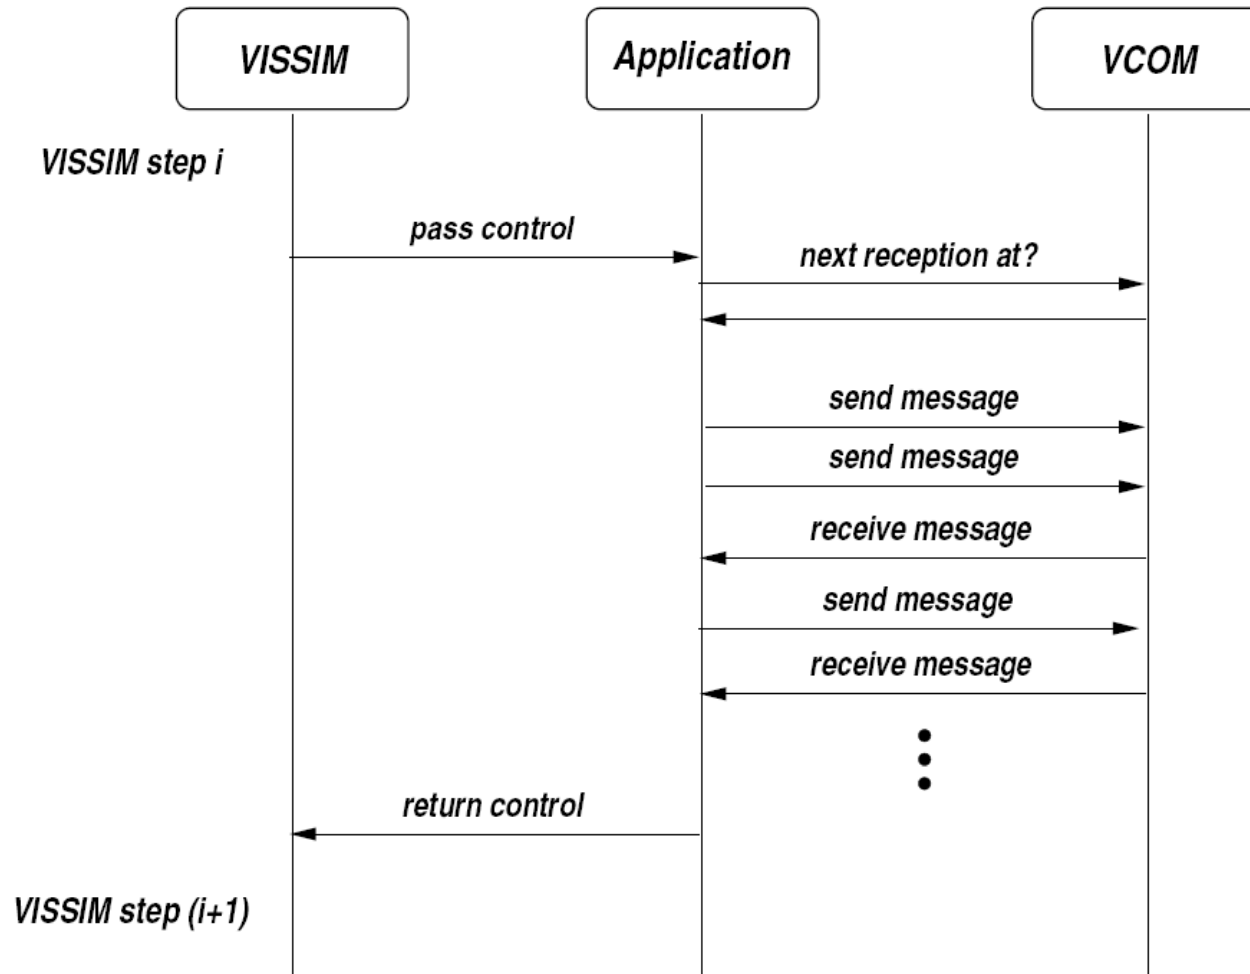 VISSIM
Application
VCOM
VISSIM step i
pass control
next reception at?
send message
send message
receive message
send message
receive message
return control
VISSIM step (i+1)